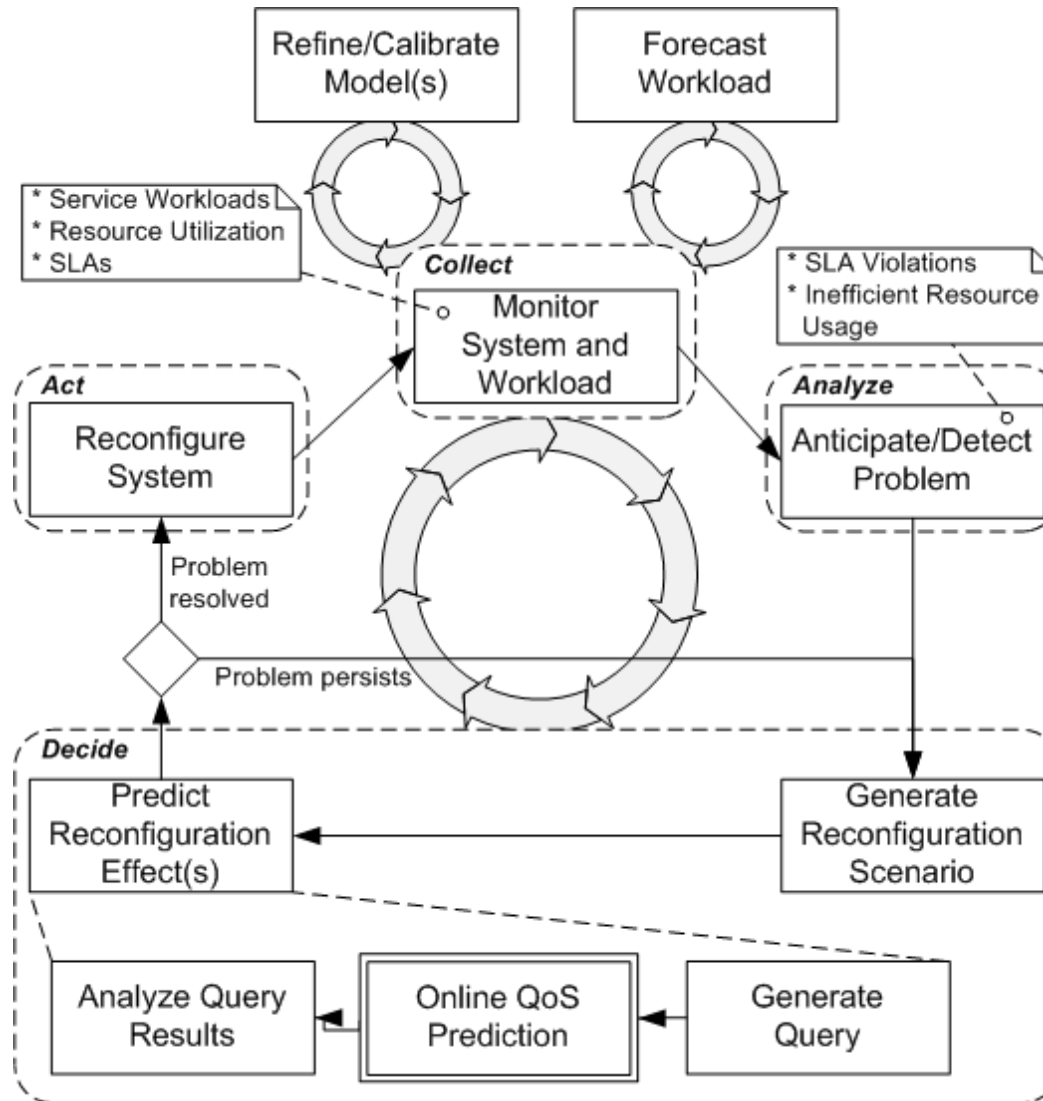 Refine/Calibrate
Model(s)
Forecast
Workload
* Service Workloads
* Resource Utilization
* SLAs
Collect
Monitor
System and
Workload
* SLA Violations
* Inefficient Resource
Usage
Act
Reconfigure
System
Analyze
Anticipate/Detect
Problem
Problem
resolved
Problem persists
Decide
Predict
Reconfiguration
Effect(s)
Generate
Reconfiguration
Scenario
Analyze Query
Results
Online QoS
Prediction
Generate
Query